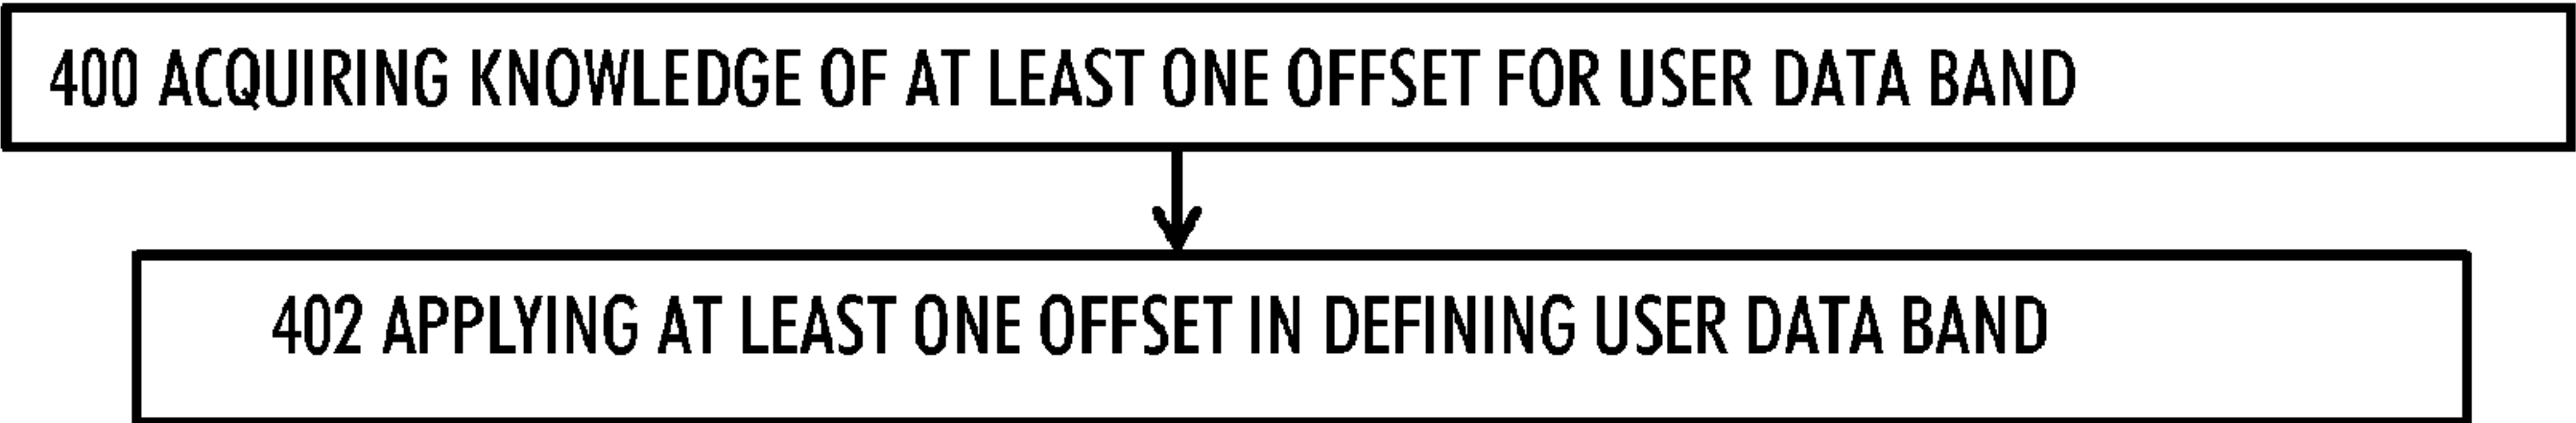 400 ACQUIRING KNOWLEDGE OF AT LEAST ONE OFFSET FOR USER DATA BAND
402 APPLYING AT LEAST ONE OFFSET IN DEFINING USER DATA BAND